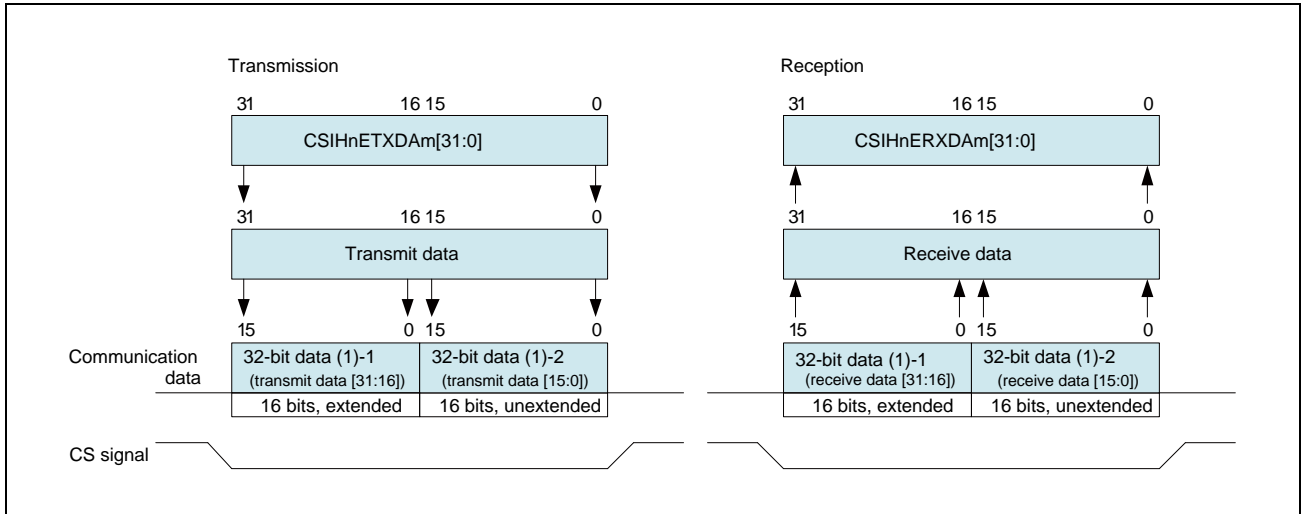 Transmission
31 16 15 0
CSIHnETXDAm[31:0]
31 16 15 0
Transmit data
15 0 15 0
Communication
data
32-bit data (1)-1 32-bit data (1)-2
(transmit data [31:16]) (transmit data [15:0])
16 bits, extended 16 bits, unextended
CS signal
Reception
31 16 15 0
CSIHnERXDAm[31:0]
31 16 15 0
Receive data
15 0 15 0
32-bit data (1)-1 32-bit data (1)-2
(receive data [31:16]) (receive data [15:0])
16 bits, extended 16 bits, unextended